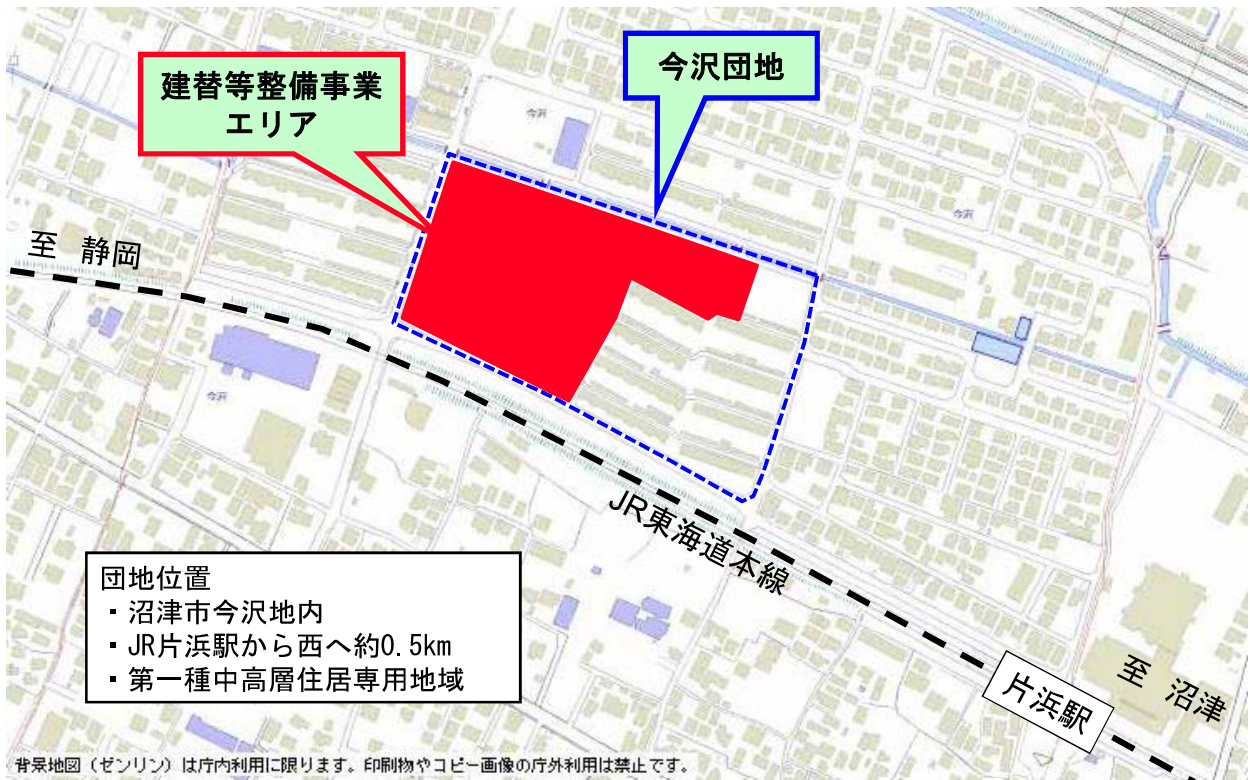 建替等整備事業
エリア
今沢団地
今沢
今沢
至 静岡
今沢
JR東海道本線
団地位置
・沼津市今沢地内
・JR片浜駅から西へ約0.5km
・第一種中高層住居専用地域
至 沼津
片浜駅
背景地図（ゼンリン）は庁内利用に限ります。印刷物やコピー画像の庁外利用は禁止です。